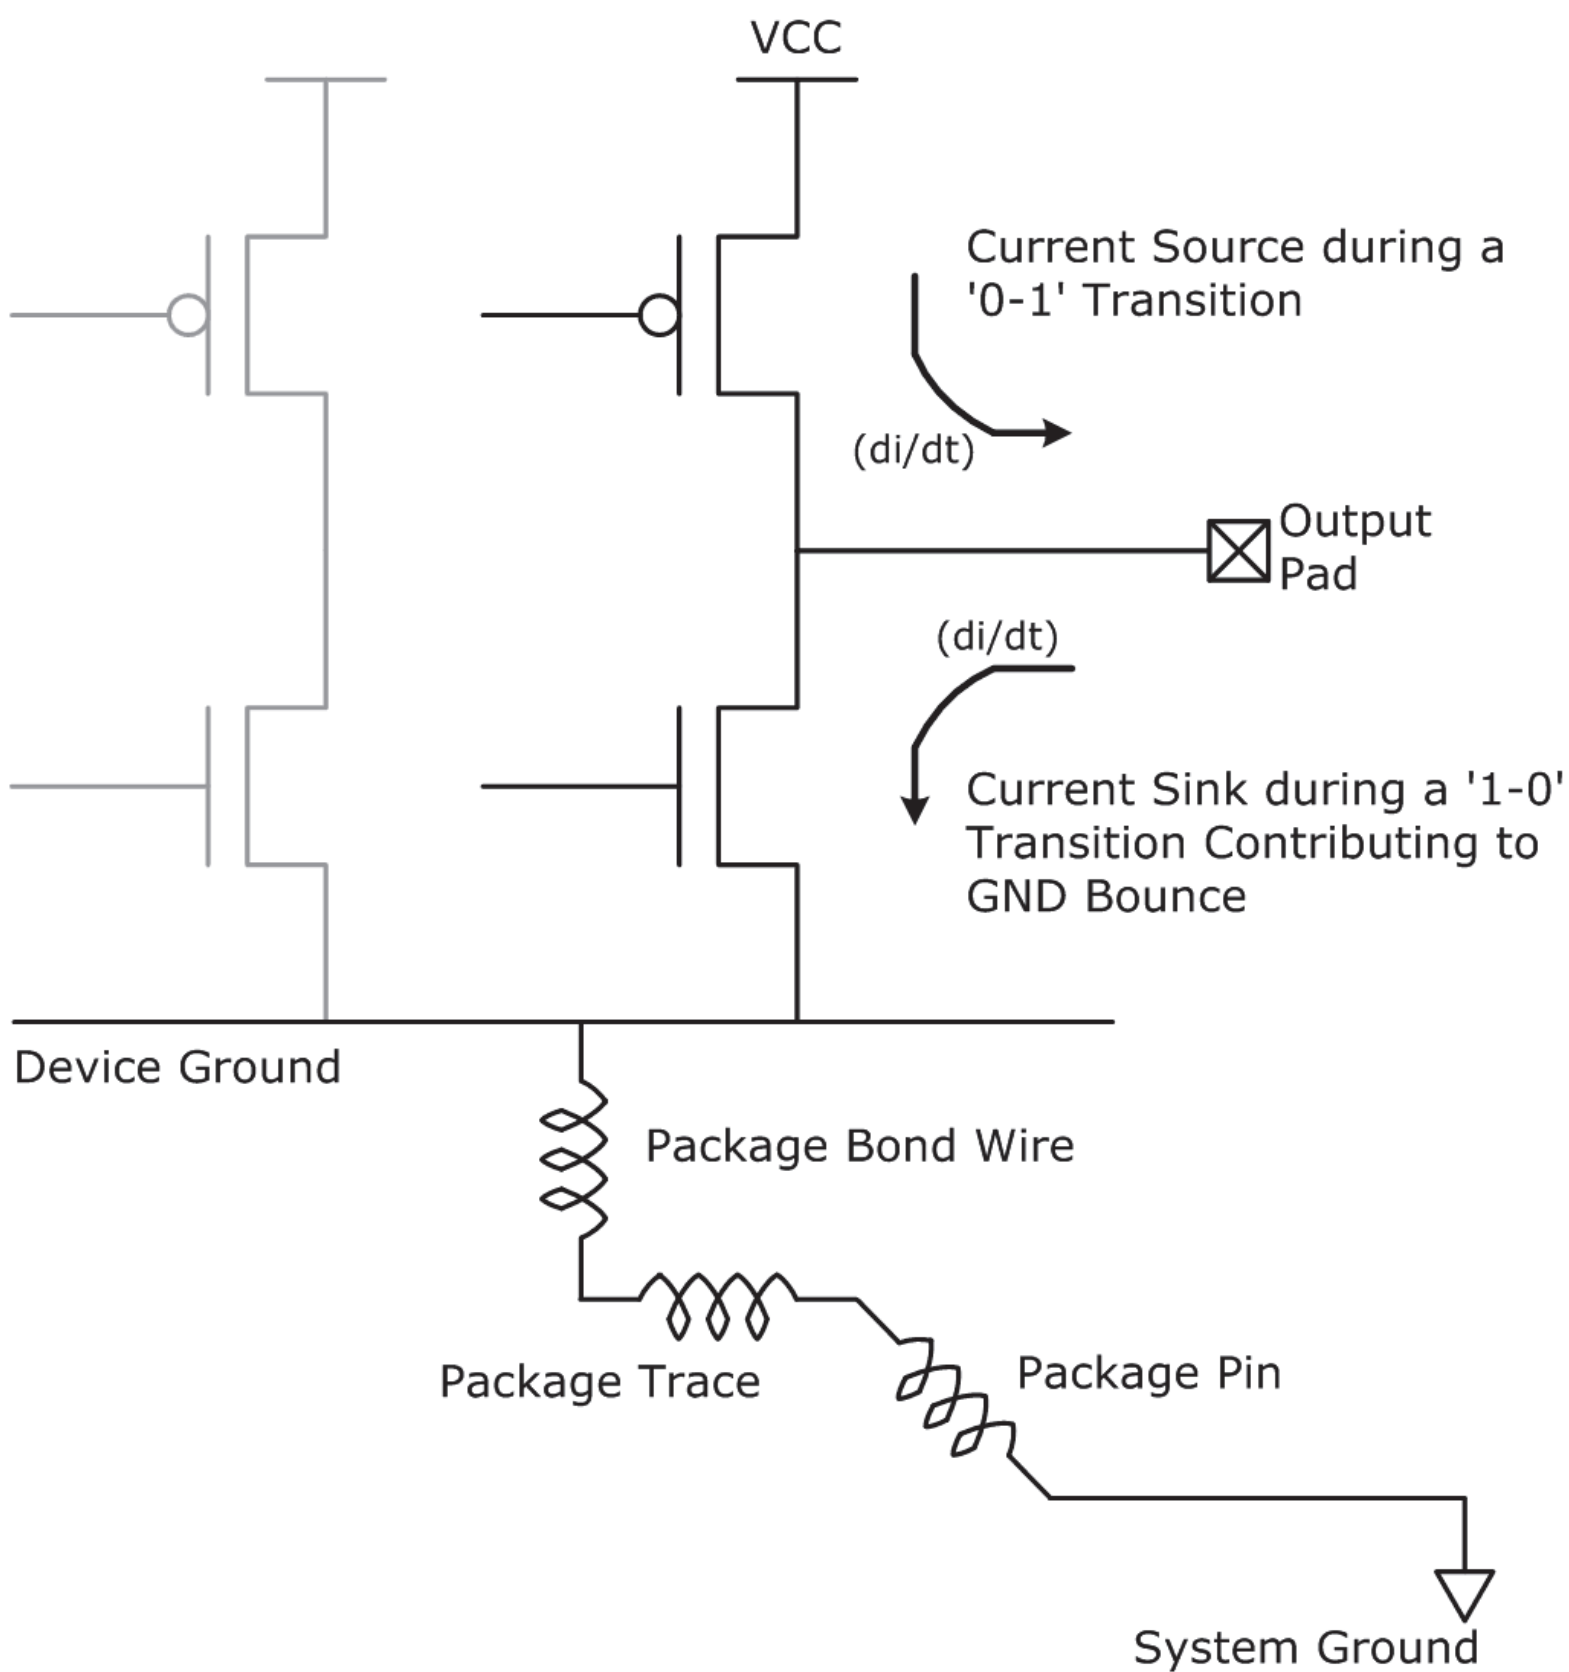 VCC
Current Source during a
'0-1' Transition
(di/dt)
Output
Pad
(di/dt)
Current Sink during a '1-0'
Transition Contributing to
GND Bounce
Device Ground
Package Bond Wire
Package Trace
Package Pin
System Ground